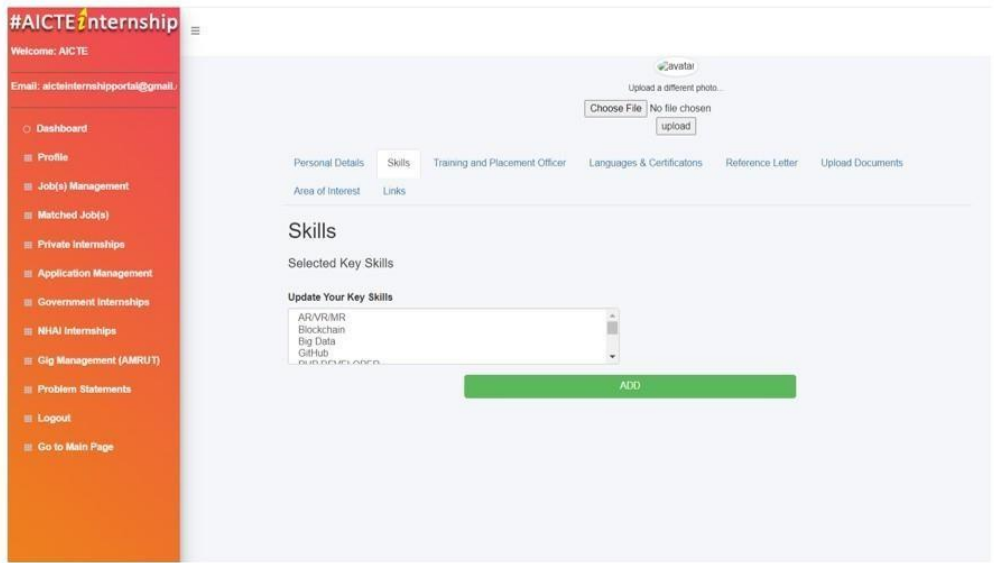 #AICTEinternship
Welcome: AICTE
Email: aicteinternshipportal@gmail.
Dashboard
Profile
Job(s) Management
Matched Job(s)
Private Internships
Application Management
Government Internships
NHAI Internships
Gig Management (AMRUT)
Problem Statements
Logout
Go to Main Page
avatar
Upload a different photo...
Choose File No file chosen
upload
Personal Details Skills Training and Placement Officer Languages & Certificatons Reference Letter Upload Documents
Area of Interest Links
Skills
Selected Key Skills
Update Your Key Skills
AR/VR/MR
Blockchain
Big Data
GitHub
PHP DEVELOPER
ADD